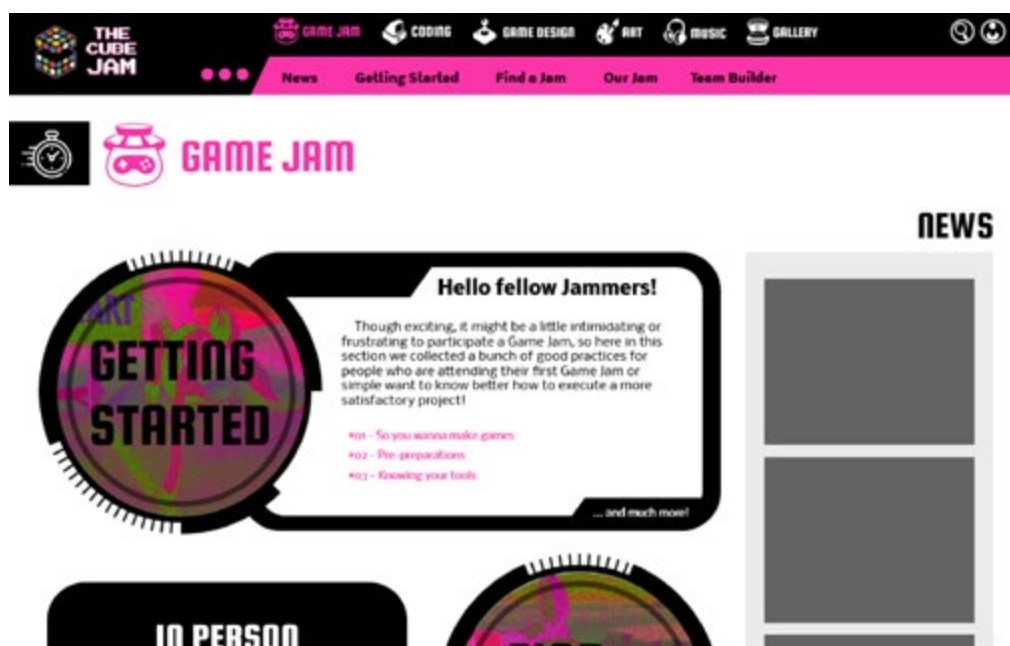 THE
CUBE
JAM
GAME JAM
CODING
GAME DESIGN
ART
MUSIC
GALLERY
News
Getting Started
Find a Jam
Our Jam
Team Builder
GAME JAM
NEWS
GETTING
STARTED
Hello fellow Jammers!
Though exciting, it might be a little intimidating or
frustrating to participate a Game Jam, so here in this
section we collected a bunch of good practices for
people who are attending their first Game Jam or
simple want to know better how to execute a more
satisfactory project!
#01 - So you wanna make games
#02 - Pre-preparations
#03 - Knowing your tools
... and much more!
IN PERSON